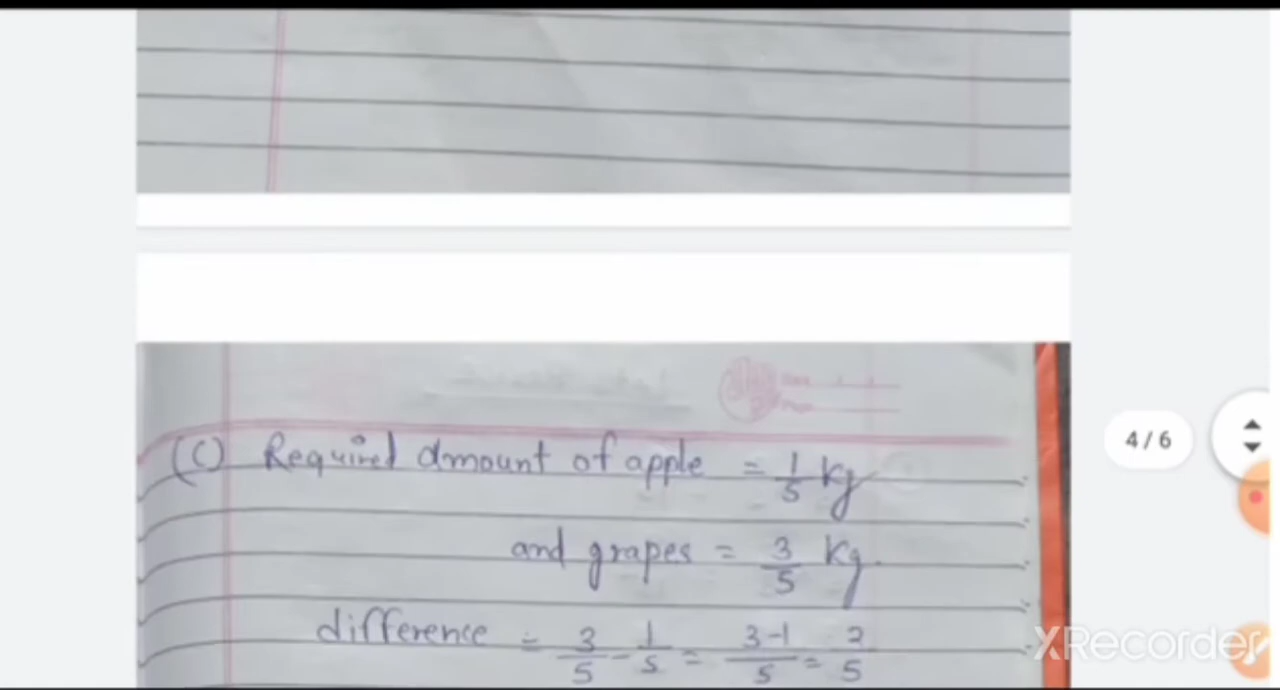 (C) Required amount of apple = 1/5 kg
and grapes = 3/5 kg.
difference = 3/5 - 1/5 = 3-1/5 = 2/5
4 / 6
XRecorder